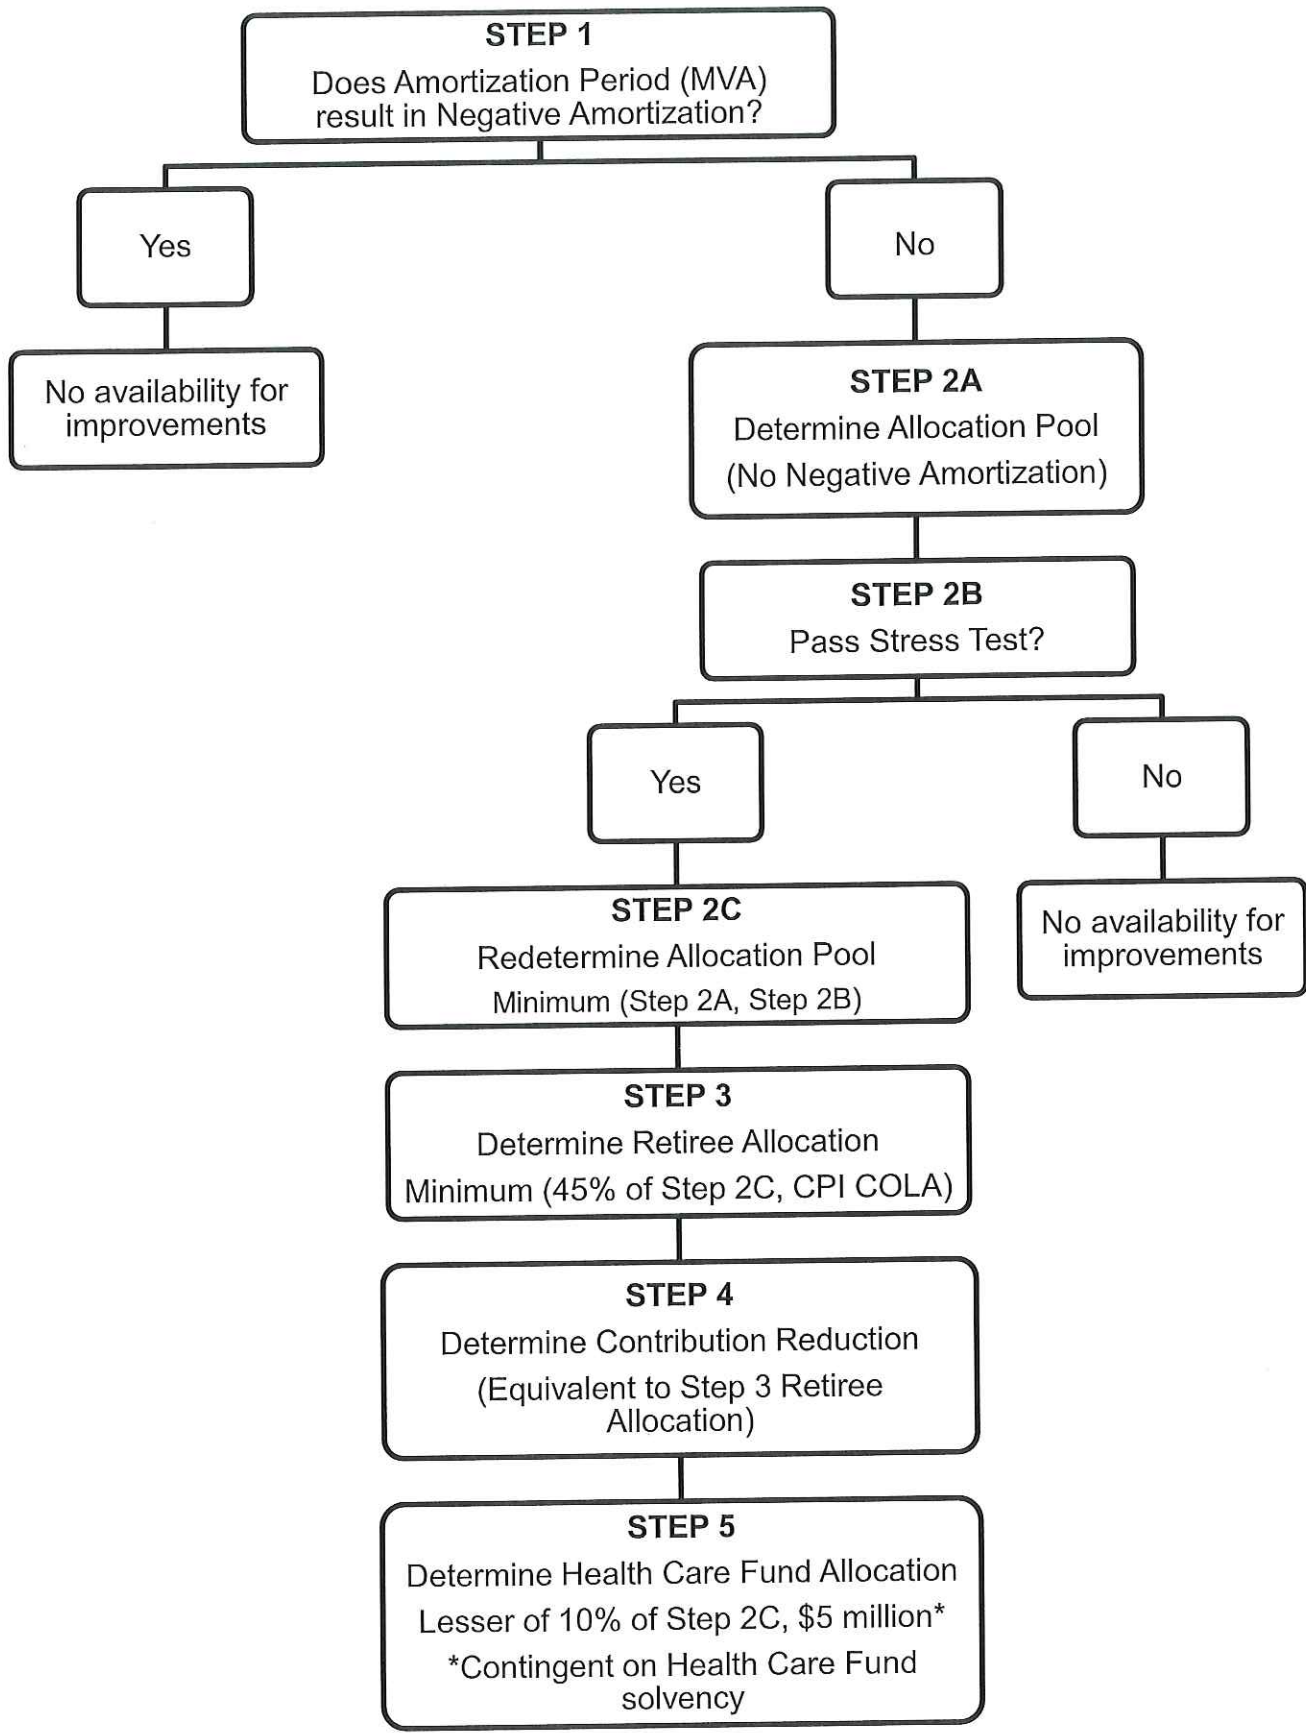 STEP 1
Does Amortization Period (MVA)
result in Negative Amortization?
Yes
No
No availability for
improvements
STEP 2A
Determine Allocation Pool
(No Negative Amortization)
STEP 2B
Pass Stress Test?
Yes
No
STEP 2C
Redetermine Allocation Pool
Minimum (Step 2A, Step 2B)
No availability for
improvements
STEP 3
Determine Retiree Allocation
Minimum (45% of Step 2C, CPI COLA)
STEP 4
Determine Contribution Reduction
(Equivalent to Step 3 Retiree
Allocation)
STEP 5
Determine Health Care Fund Allocation
Lesser of 10% of Step 2C, $5 million*
*Contingent on Health Care Fund
solvency